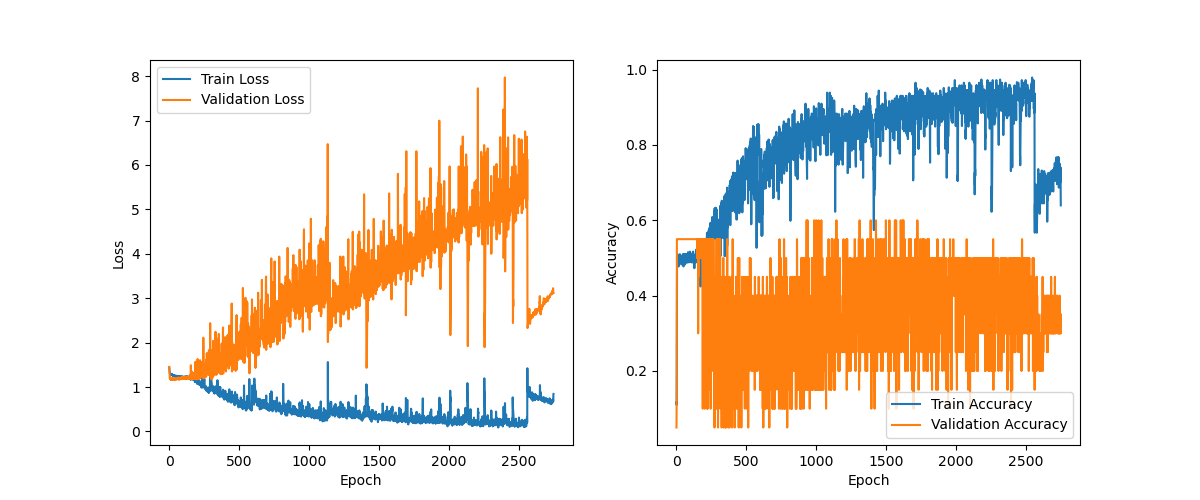 Train Loss
Validation Loss
8
7
6
5
4
3
2
1
0
Loss
0 500 1000 1500 2000 2500
Epoch
1.0
0.8
0.6
0.4
0.2
Accuracy
Train Accuracy
Validation Accuracy
0 500 1000 1500 2000 2500
Epoch